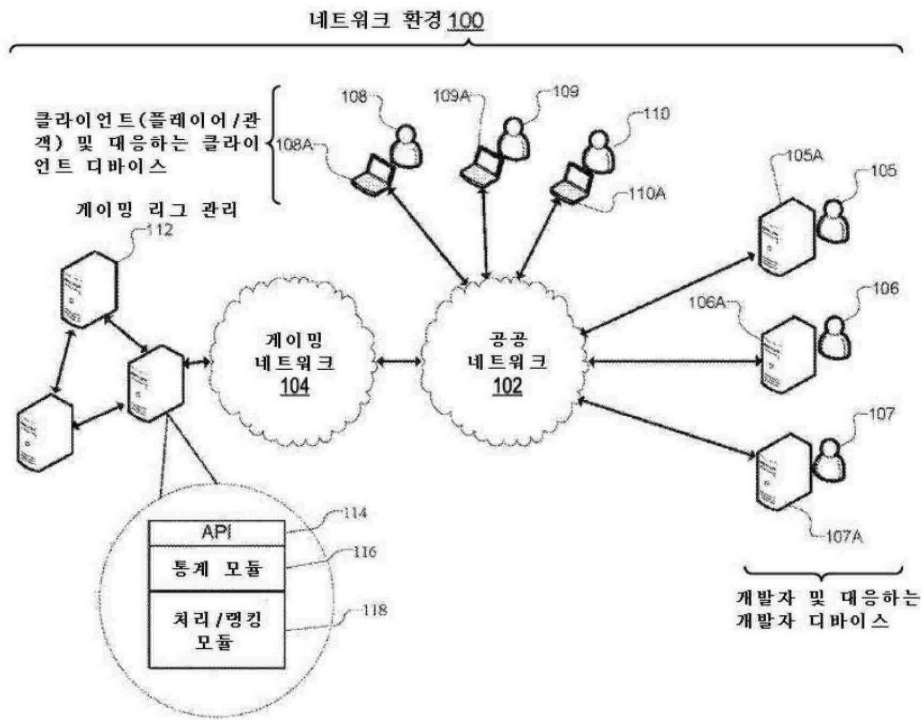 네트워크 환경 100
클라이언트(플레이어/관
객) 및 대응하는 클라이
언트 디바이스
108A
108
109A
109
110
110A
105A
105
게이밍 리그 관리
112
106A
106
게이밍
네트워크
104
공공
네트워크
102
107
107A
API
114
통계 모듈
116
처리/랭킹
모듈
118
개발자 및 대응하는
개발자 디바이스